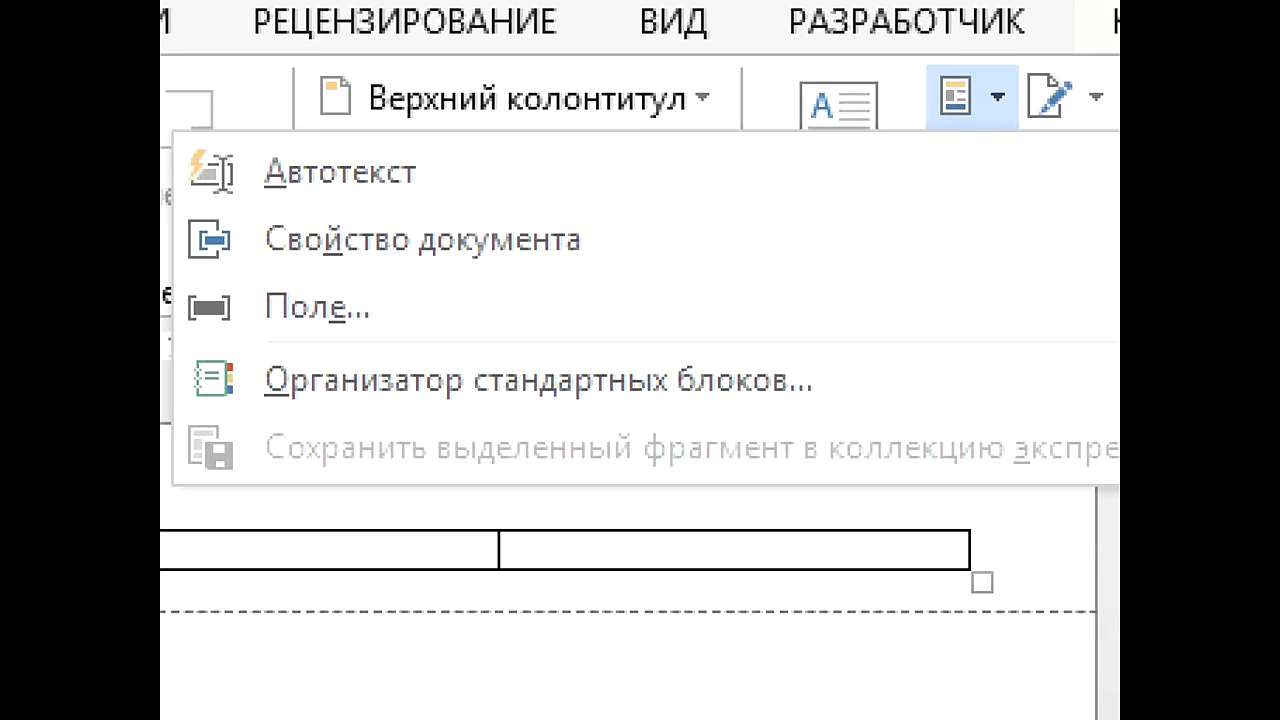 РЕЦЕНЗИРОВАНИЕ ВИД РАЗРАБОТЧИК
Верхний колонтитул
A
Автотекст
Свойство документа
Поле...
Организатор стандартных блоков...
Сохранить выделенный фрагмент в коллекцию экспре